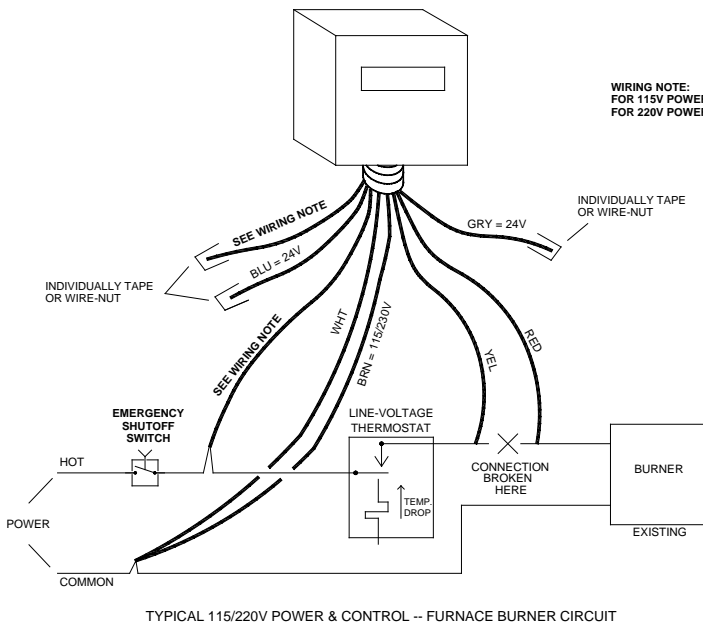 WIRING NOTE:
FOR 115V POWER
FOR 220V POWER
INDIVIDUALLY TAPE
OR WIRE-NUT
GRY = 24V
SEE WIRING NOTE
BLU = 24V
INDIVIDUALLY TAPE
OR WIRE-NUT
SEE WIRING NOTE
WHT
BRN = 115/230V
YEL
RED
EMERGENCY
SHUTOFF
SWITCH
LINE-VOLTAGE
THERMOSTAT
HOT
CONNECTION
BROKEN
HERE
BURNER
TEMP.
DROP
POWER
EXISTING
COMMON
TYPICAL 115/220V POWER & CONTROL -- FURNACE BURNER CIRCUIT